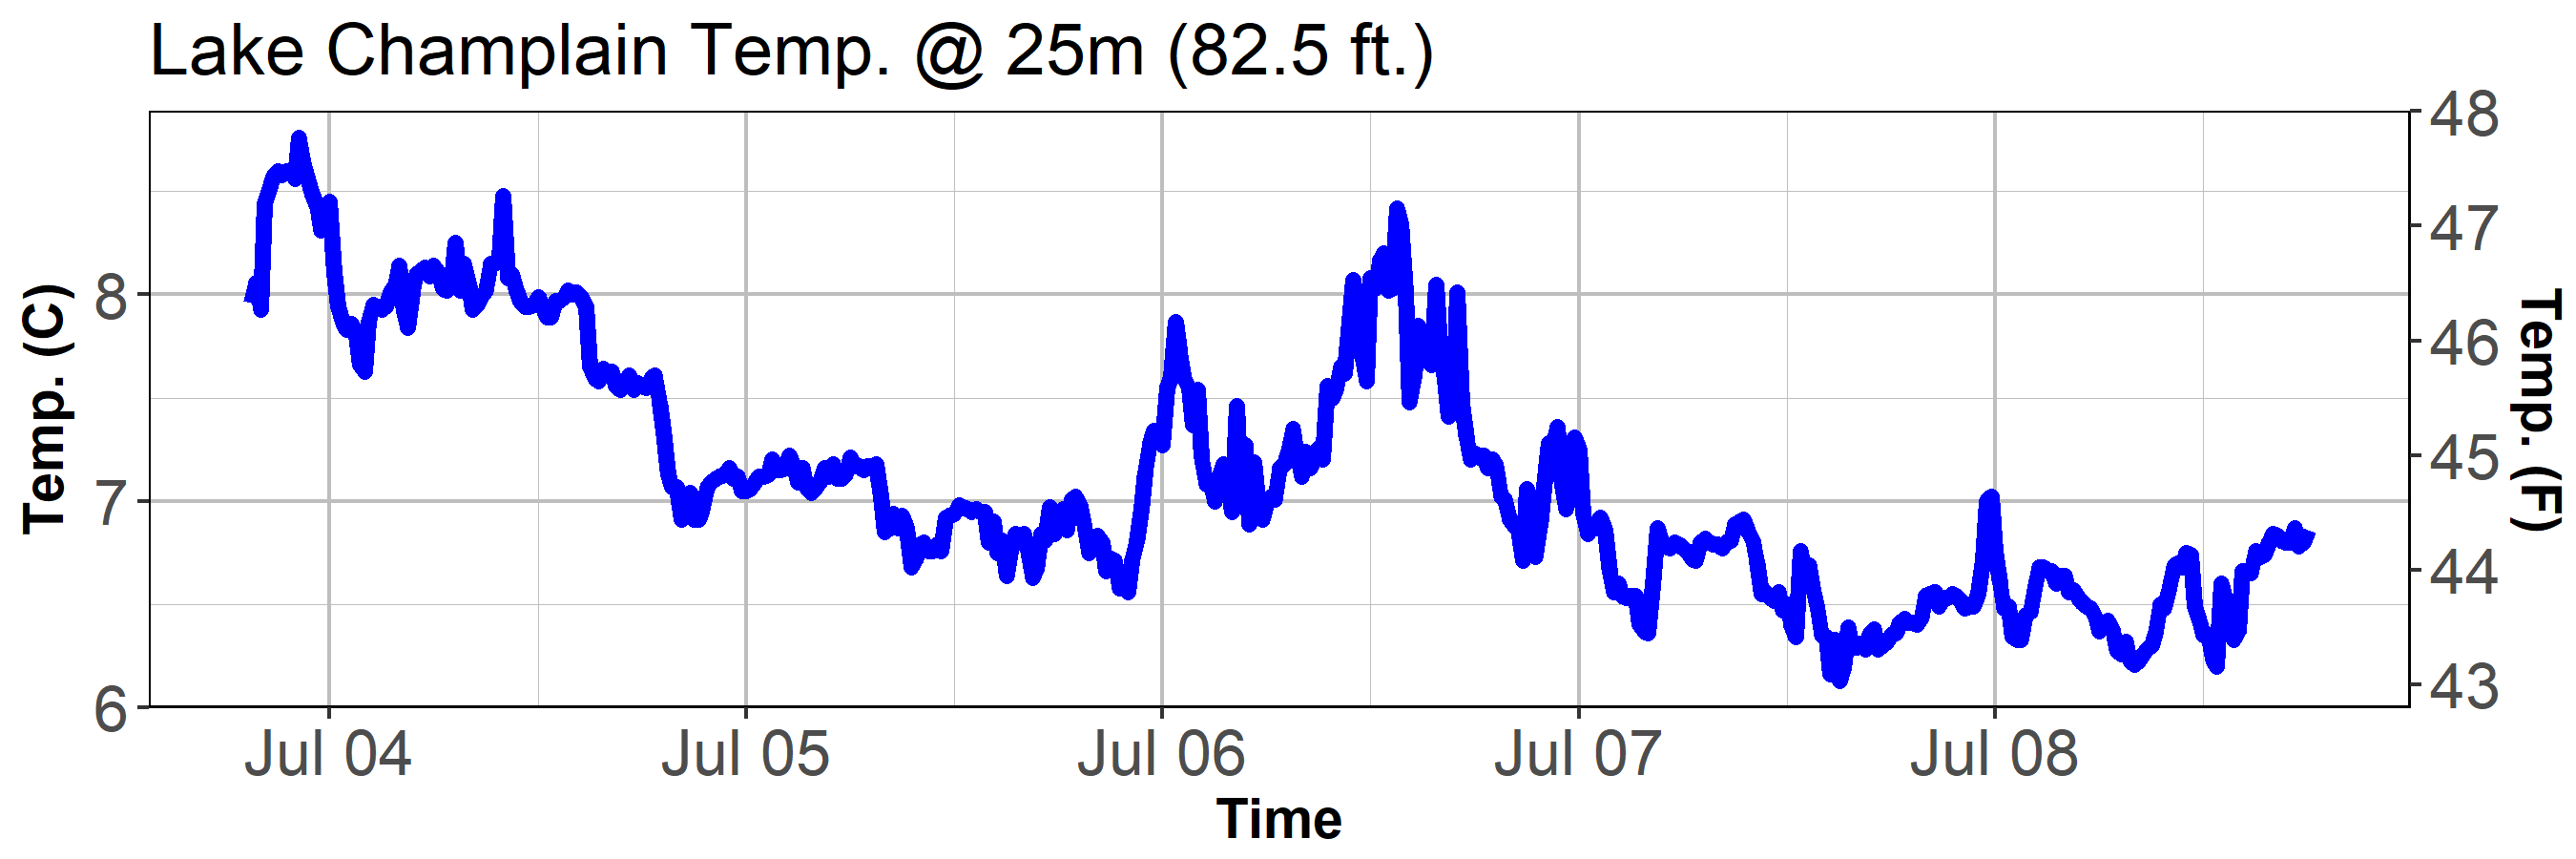 Lake Champlain Temp. @ 25m (82.5 ft.)
Temp. (C)
8
7
6
48
47
46
45
44
43
Temp. (F)
Jul 04 Jul 05 Jul 06 Jul 07 Jul 08
Time